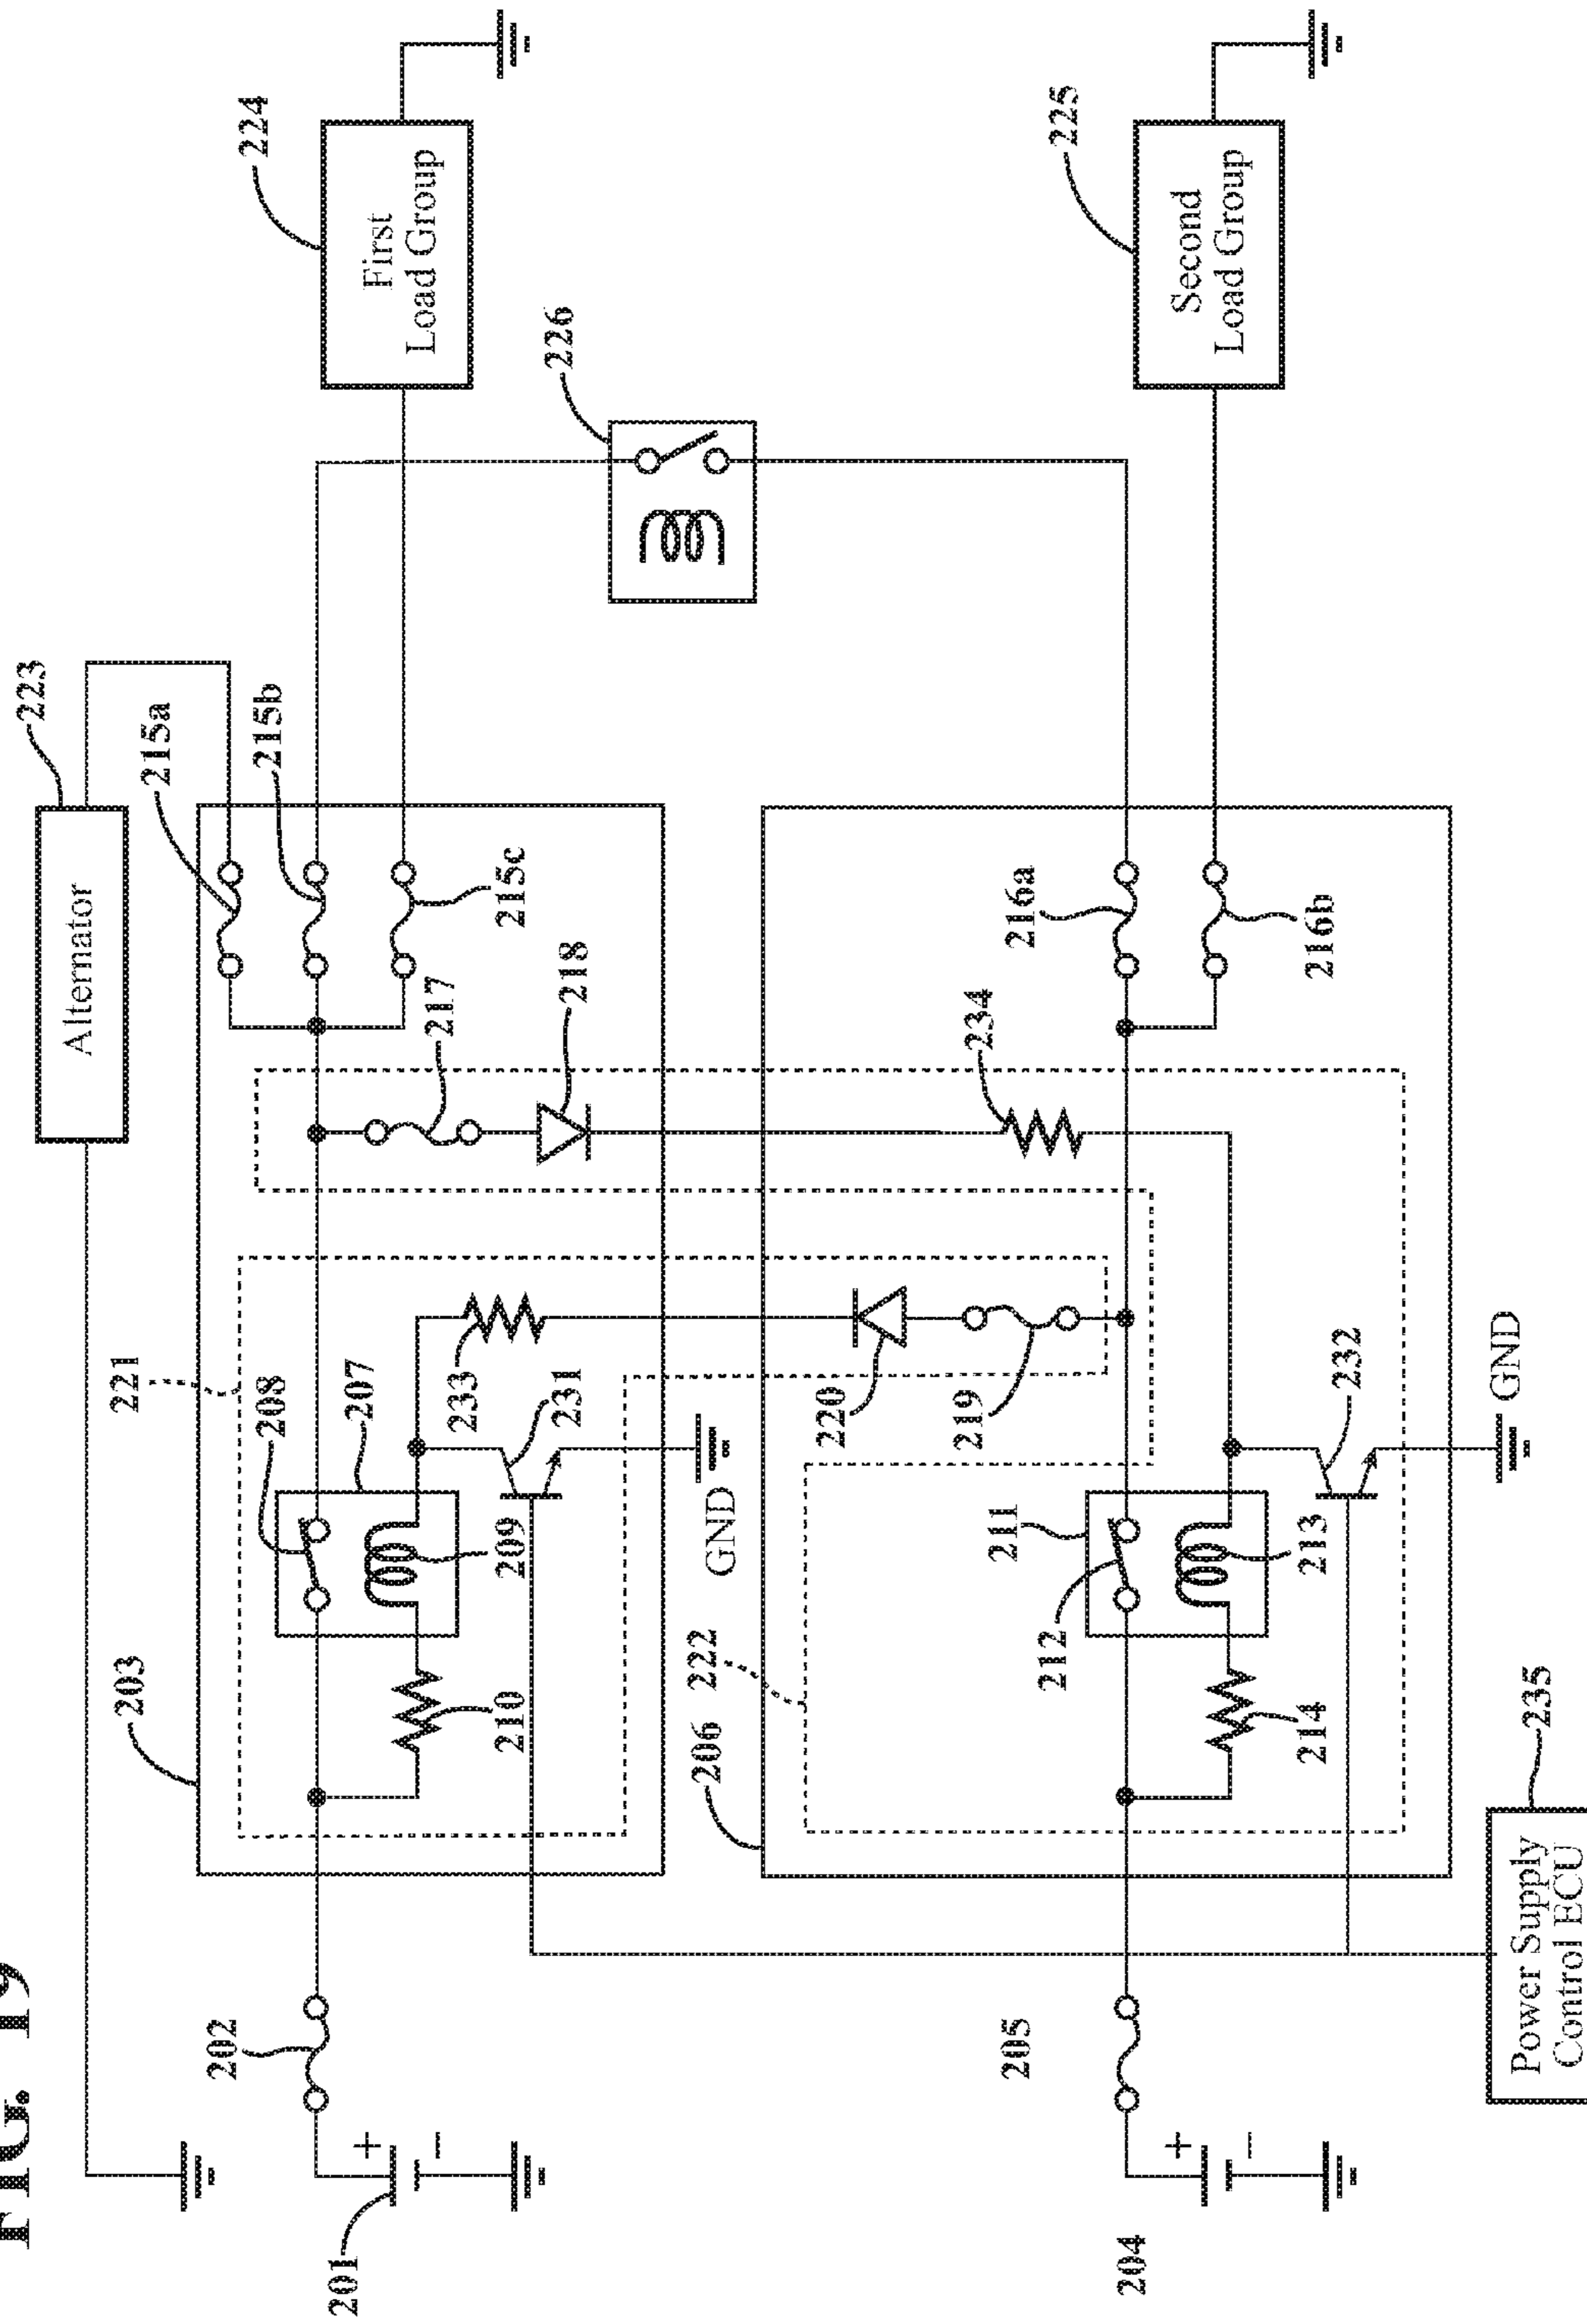 FIG. 19
223
Alternator
215a
215b
215c
224
First
Load Group
226
225
Second
Load Group
203
202
201
+
−
208
207
209
210
221
233
231
GND
217
218
234
220
219
216a
216b
206
222
211
212
213
214
232
GND
205
204
+
−
235
Power Supply
Control ECU